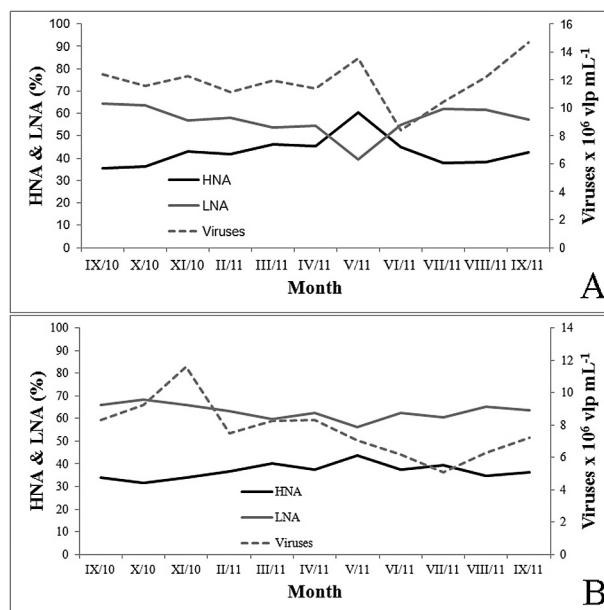 HNA & LNA (%)
100
90
80
70
60
50
40
30
20
10
0
HNA
LNA
Viruses
16
14
12
10
8
6
4
2
0
Viruses x 10⁶ vlp mL⁻¹
IX/10 X/10 XI/10 II/11 III/11 IV/11 V/11 VI/11 VII/11 VIII/11 IX/11
Month
A
HNA & LNA (%)
100
90
80
70
60
50
40
30
20
10
0
HNA
LNA
Viruses
14
12
10
8
6
4
2
0
Viruses x 10⁶ vlp mL⁻¹
IX/10 X/10 XI/10 II/11 III/11 IV/11 V/11 VI/11 VII/11 VIII/11 IX/11
Month
B